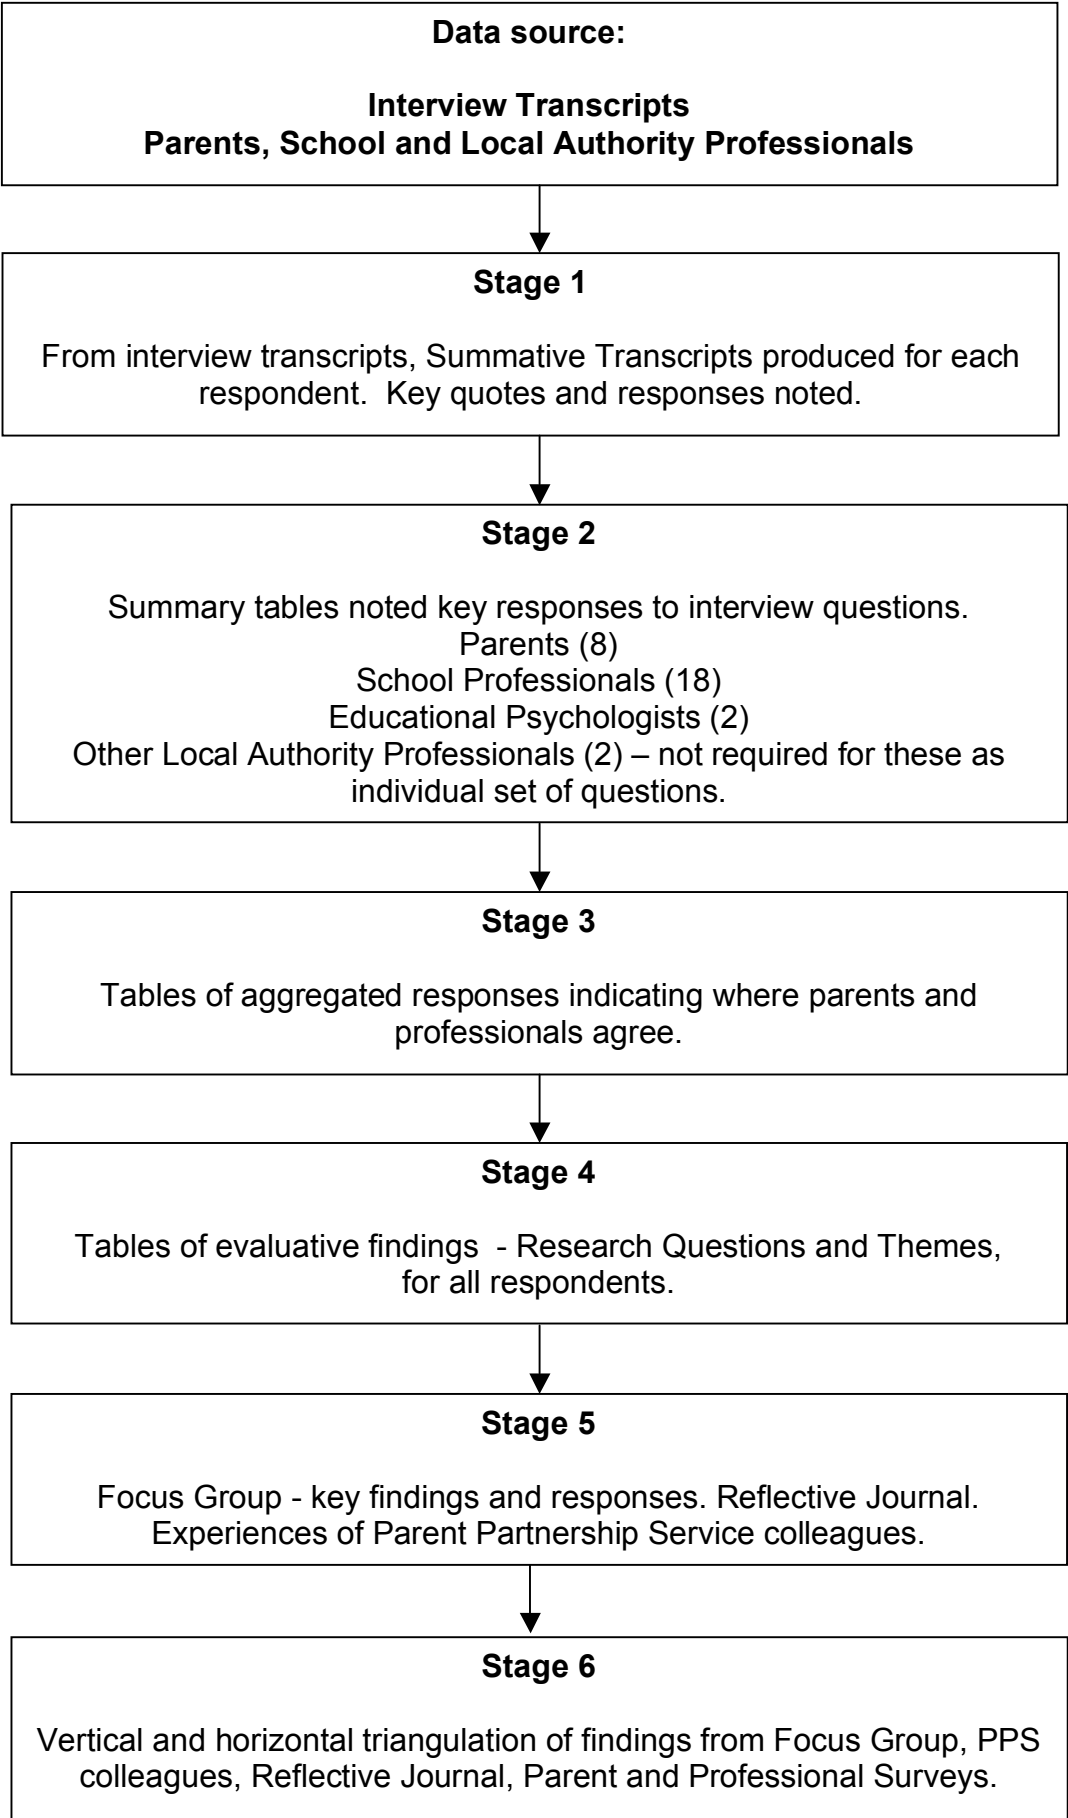 Data source:
Interview Transcripts
Parents, School and Local Authority Professionals
Stage 1
From interview transcripts, Summative Transcripts produced for each
respondent.  Key quotes and responses noted.
Stage 2
Summary tables noted key responses to interview questions.
Parents (8)
School Professionals (18)
Educational Psychologists (2)
Other Local Authority Professionals (2) – not required for these as
individual set of questions.
Stage 3
Tables of aggregated responses indicating where parents and
professionals agree.
Stage 4
Tables of evaluative findings  - Research Questions and Themes,
for all respondents.
Stage 5
Focus Group - key findings and responses. Reflective Journal.
Experiences of Parent Partnership Service colleagues.
Stage 6
Vertical and horizontal triangulation of findings from Focus Group, PPS
colleagues, Reflective Journal, Parent and Professional Surveys.